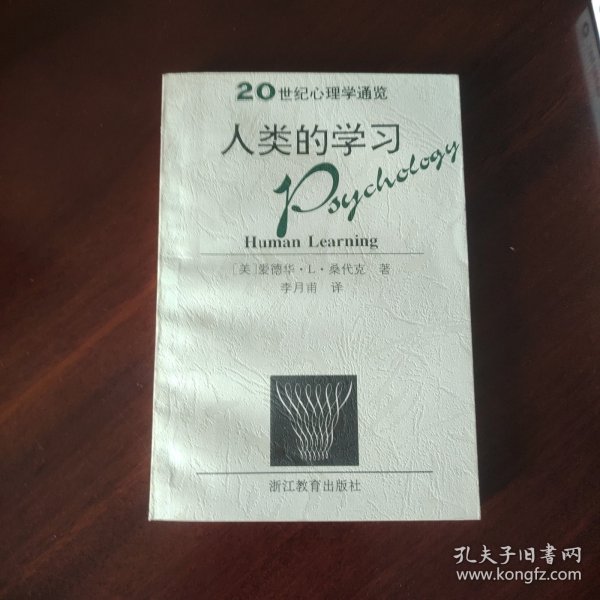 20世纪心理学通览
人类的学习
Psychology
Human Learning
[美]爱德华·L·桑代克 著
李月甫 译
浙江教育出版社
孔夫子旧书网
www.kongfz.com